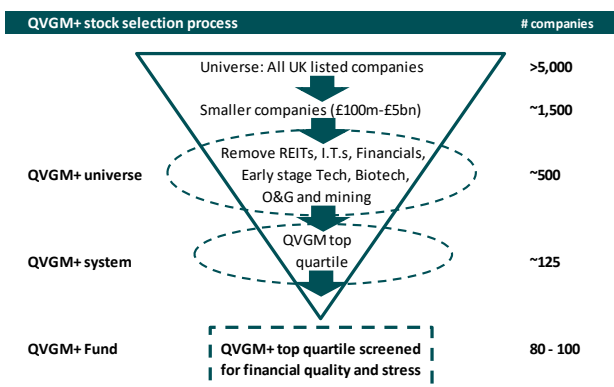 QVGM+ stock selection process # companies
Universe: All UK listed companies >5,000
Smaller companies (£100m-£5bn) ~1,500
Remove REITs, I.T.s, Financials,
QVGM+ universe Early stage Tech, Biotech, ~500
O&G and mining
QVGM top
QVGM+ system quartile ~125
QVGM+ Fund QVGM+ top quartile screened 80 - 100
for financial quality and stress